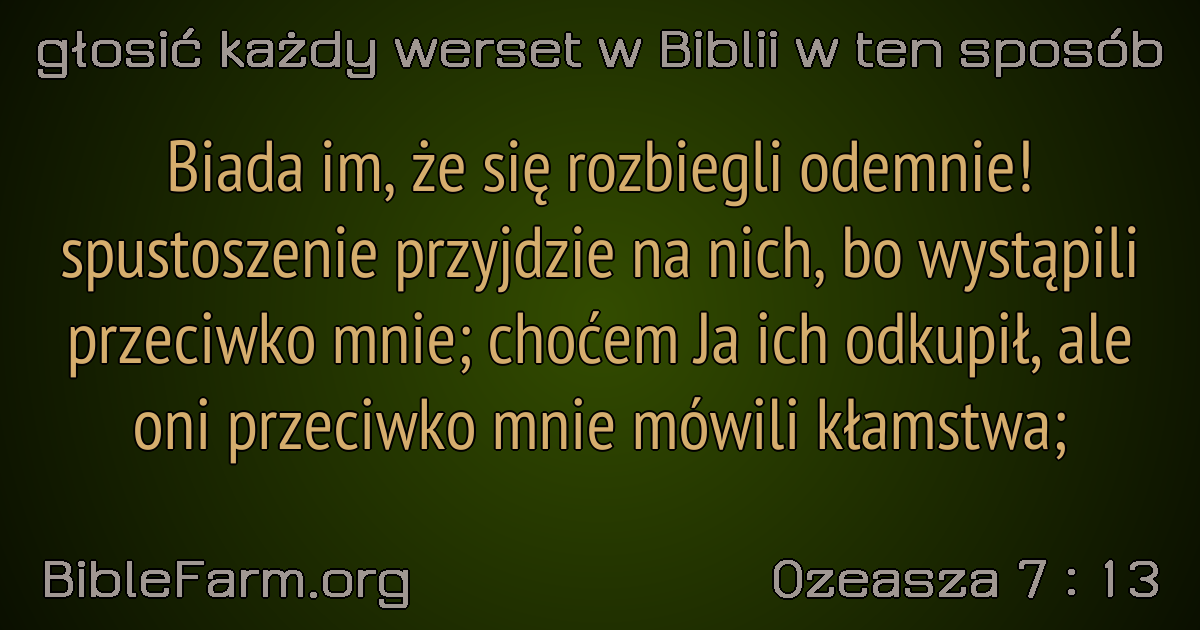 głosić każdy werset w Biblii w ten sposób
Biada im, że się rozbiegli odemnie!
spustoszenie przyjdzie na nich, bo wystąpili
przeciwko mnie; choćem Ja ich odkupił, ale
oni przeciwko mnie mówili kłamstwa;
BibleFarm.org
Ozeasza 7 : 13